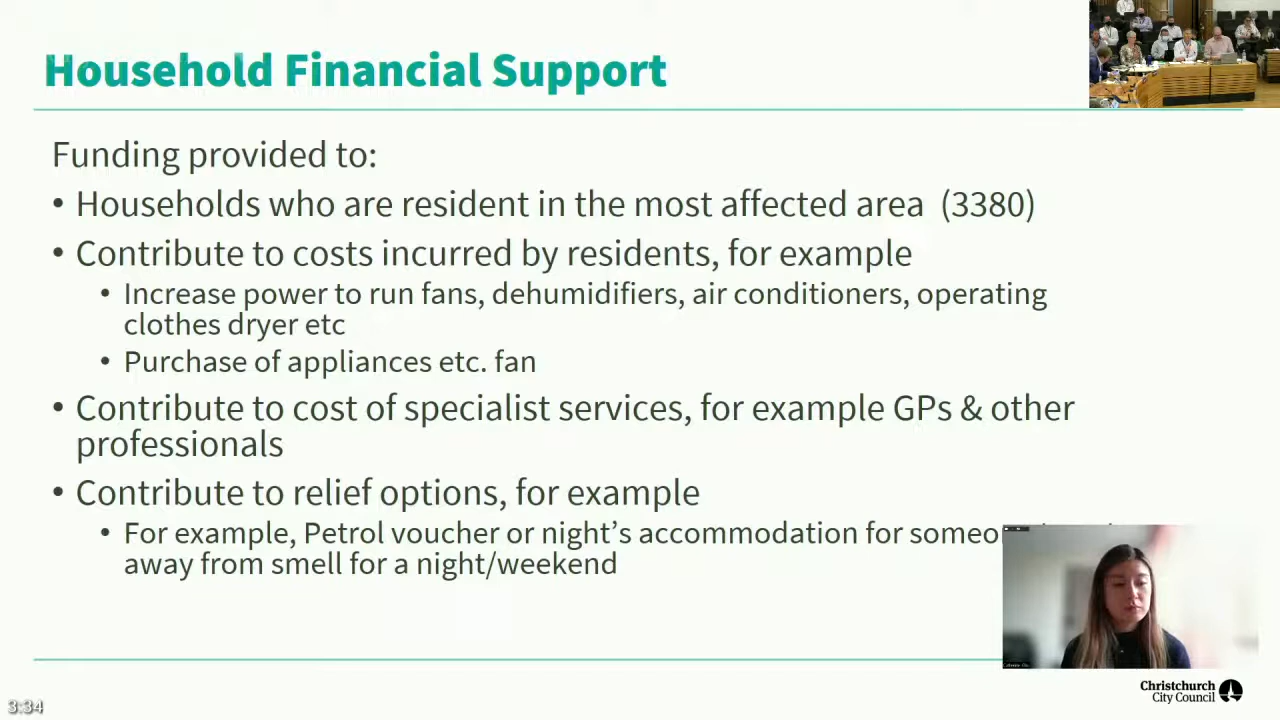 Household Financial Support
Funding provided to:
• Households who are resident in the most affected area (3380)
• Contribute to costs incurred by residents, for example
• Increase power to run fans, dehumidifiers, air conditioners, operating
clothes dryer etc
• Purchase of appliances etc. fan
• Contribute to cost of specialist services, for example GPs & other
professionals
• Contribute to relief options, for example
• For example, Petrol voucher or night's accommodation for
away from smell for a night/weekend
Christchurch
City Council
3:34